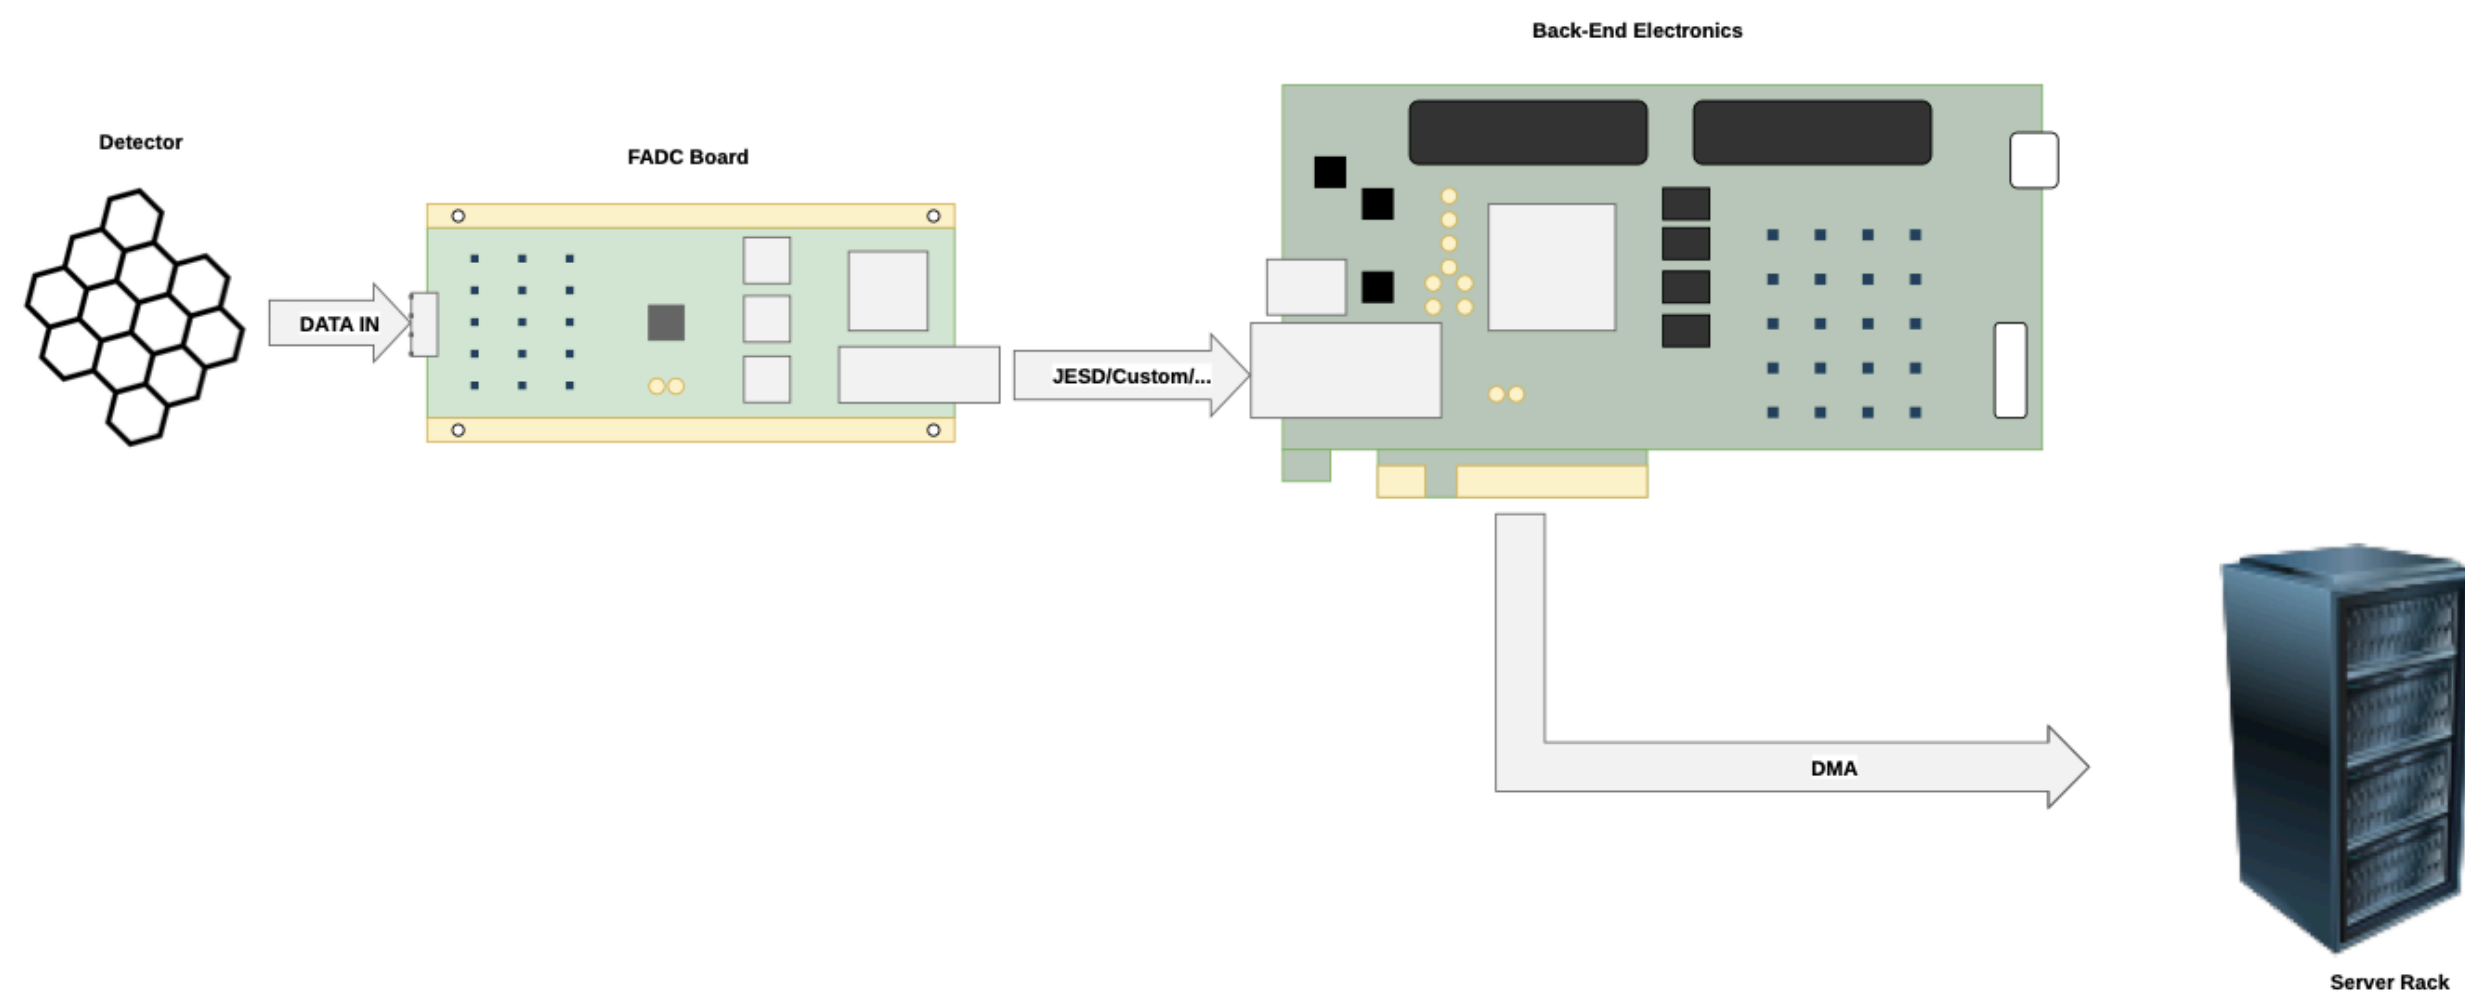 Back-End Electronics
Detector
FADC Board
DATA IN
JESD/Custom/...
DMA
Server Rack